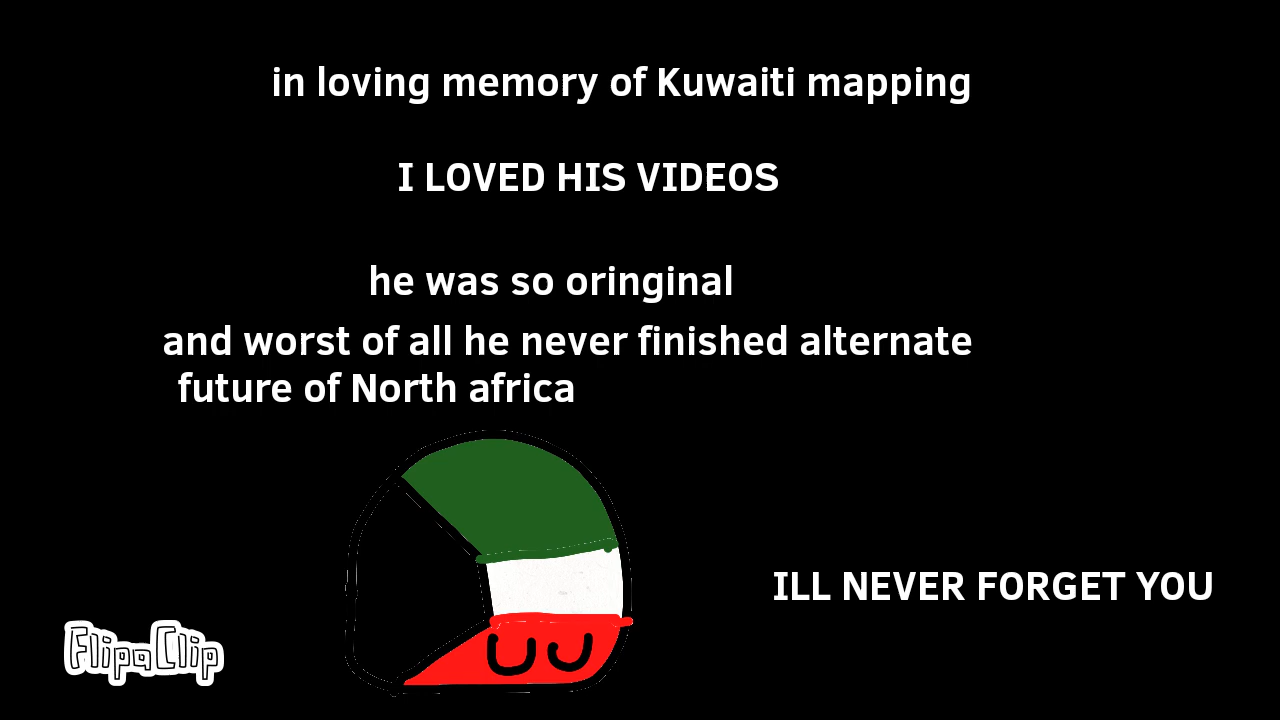 in loving memory of Kuwaiti mapping
I LOVED HIS VIDEOS
he was so oringinal
and worst of all he never finished alternate
future of North africa
ILL NEVER FORGET YOU
FlipaClip